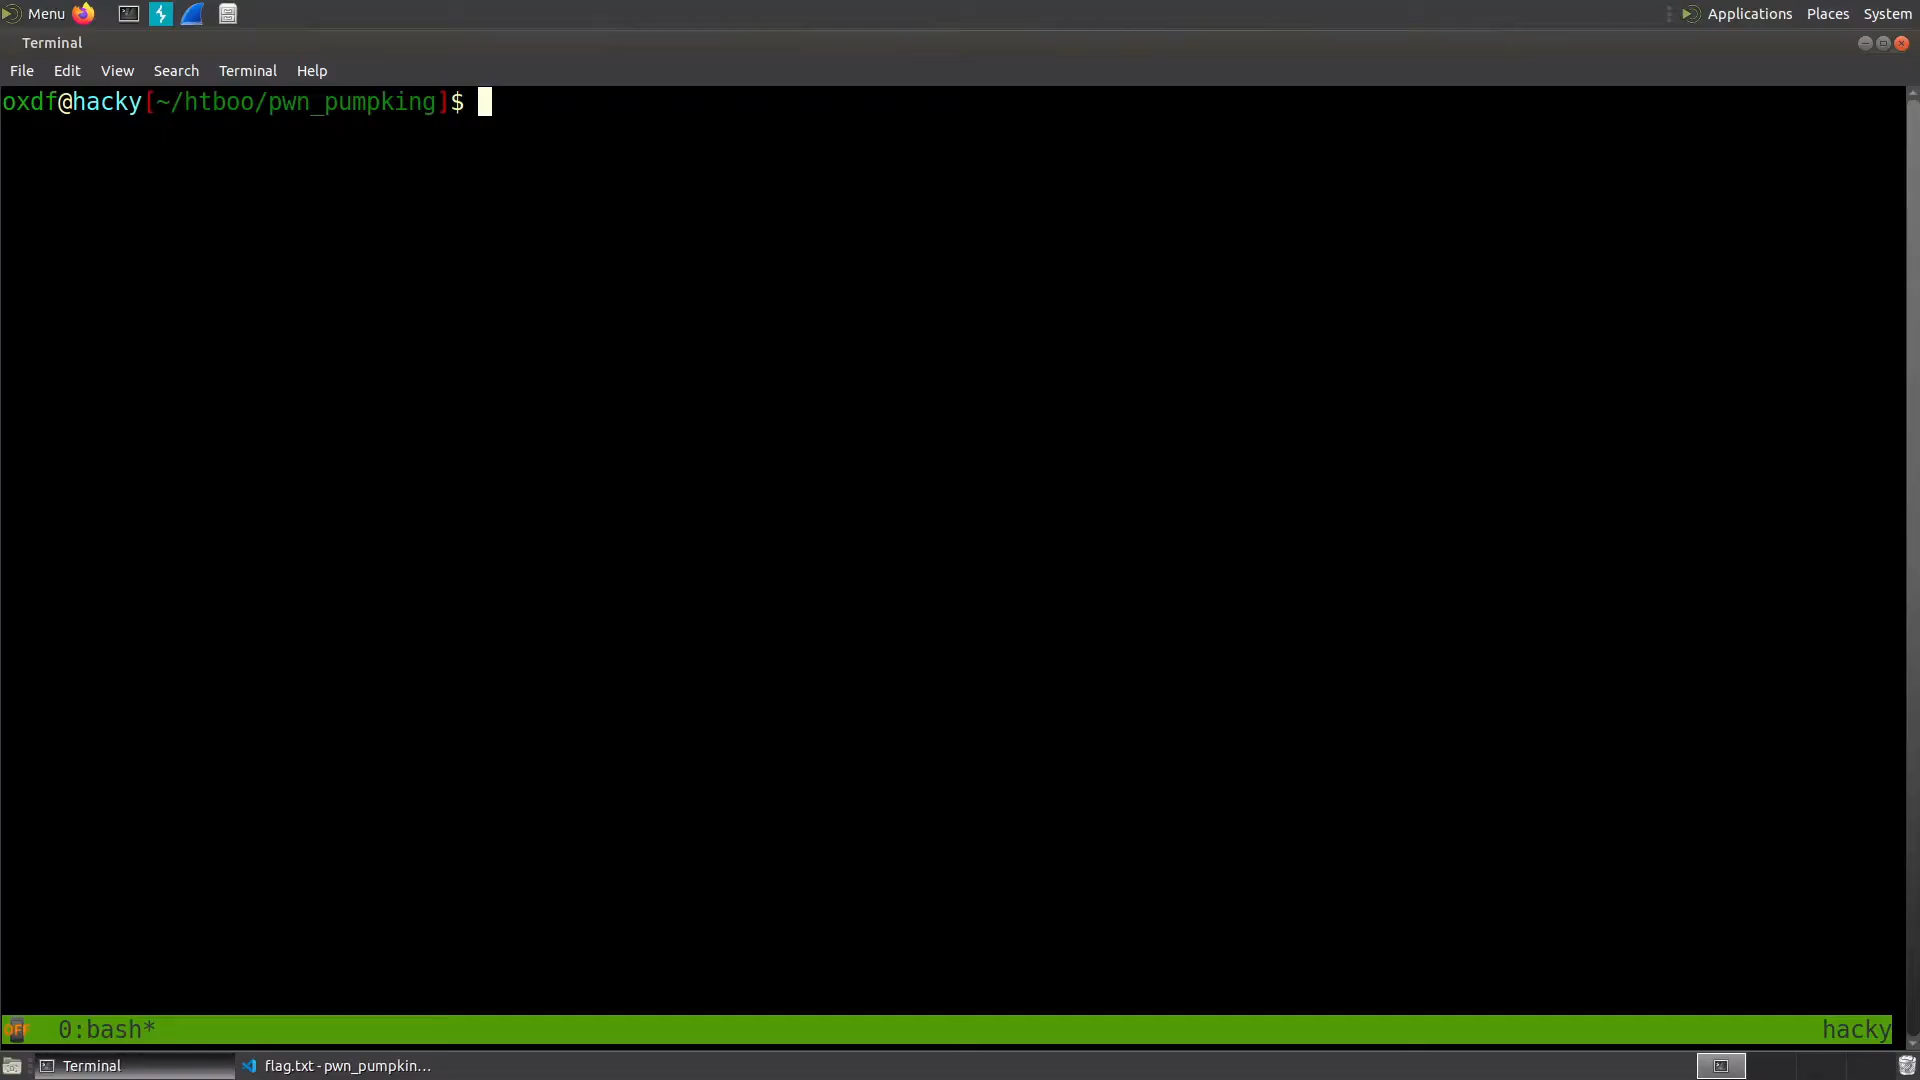 Menu Applications Places System
Terminal
File Edit View Search Terminal Help
oxdf@hacky[~/htboo/pwn_pumpking]$
OFF 0:bash* hacky
Terminal flag.txt - pwn_pumpkin...